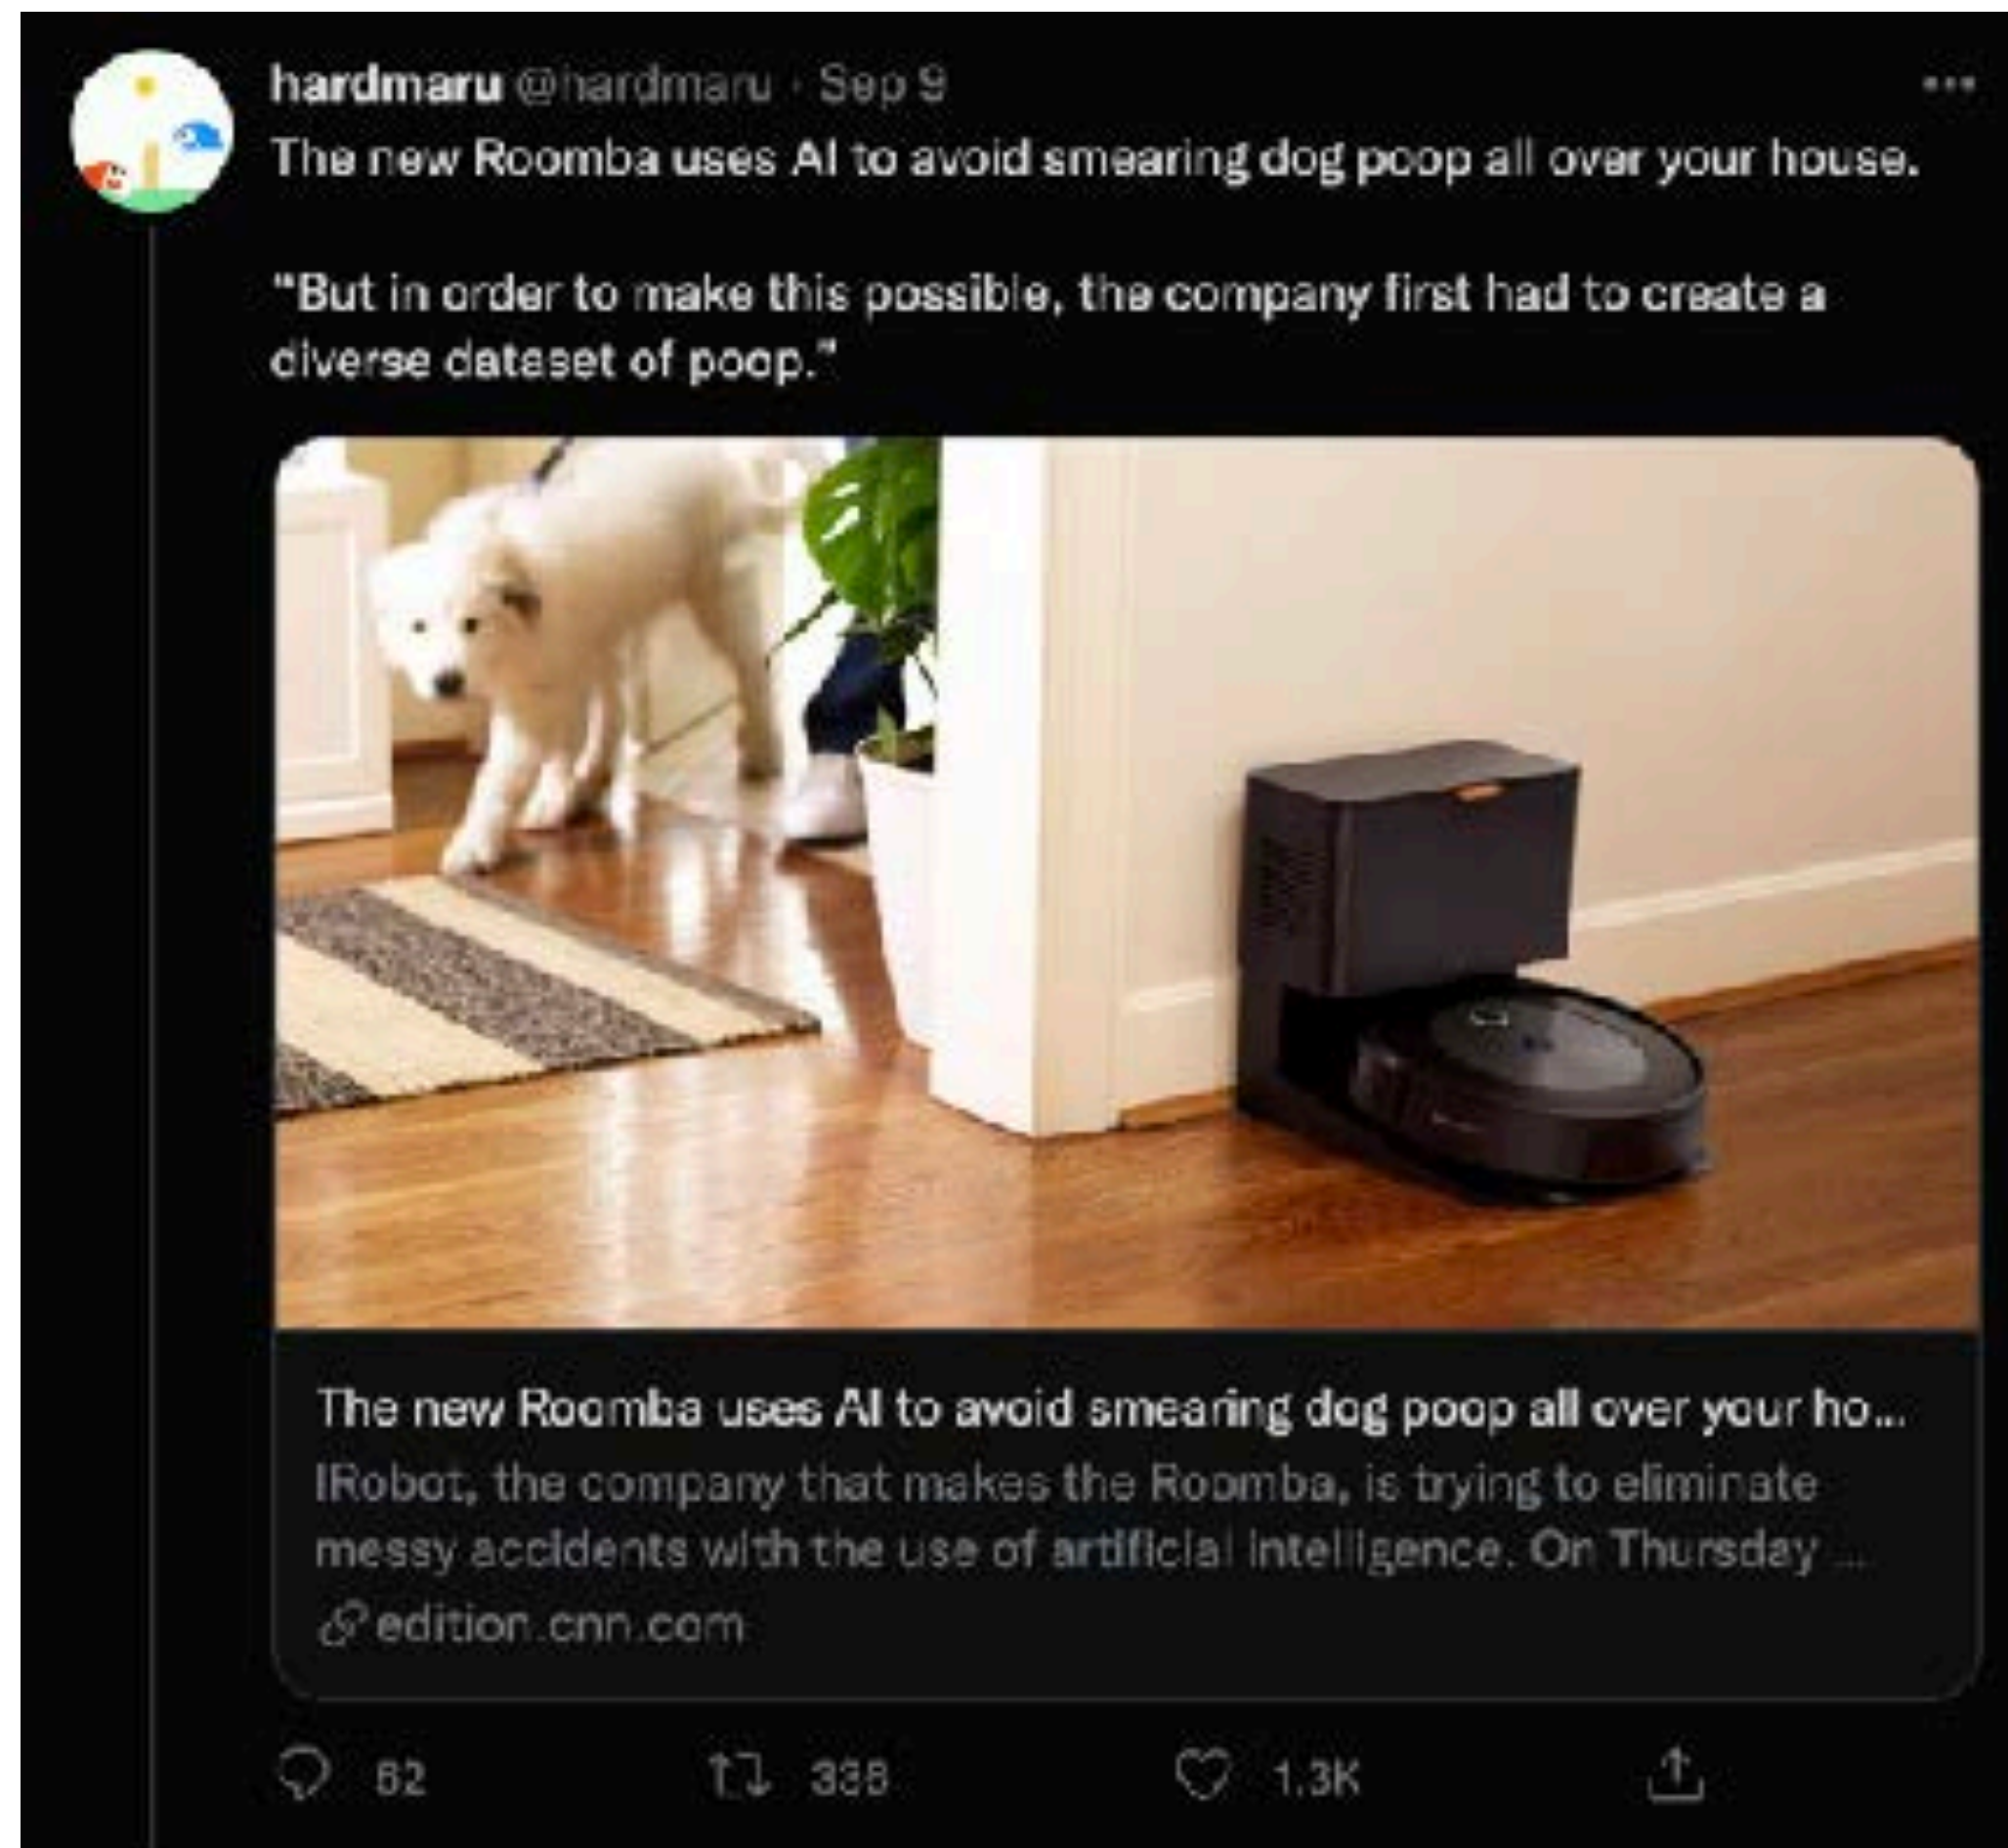 hardmaru @hardmaru · Sep 9
The new Roomba uses AI to avoid smearing dog poop all over your house.
“But in order to make this possible, the company first had to create a
diverse dataset of poop.”
The new Roomba uses AI to avoid smearing dog poop all over your ho...
IRobot, the company that makes the Roomba, is trying to eliminate
messy accidents with the use of artificial intelligence. On Thursday ...
edition.cnn.com
1.3K